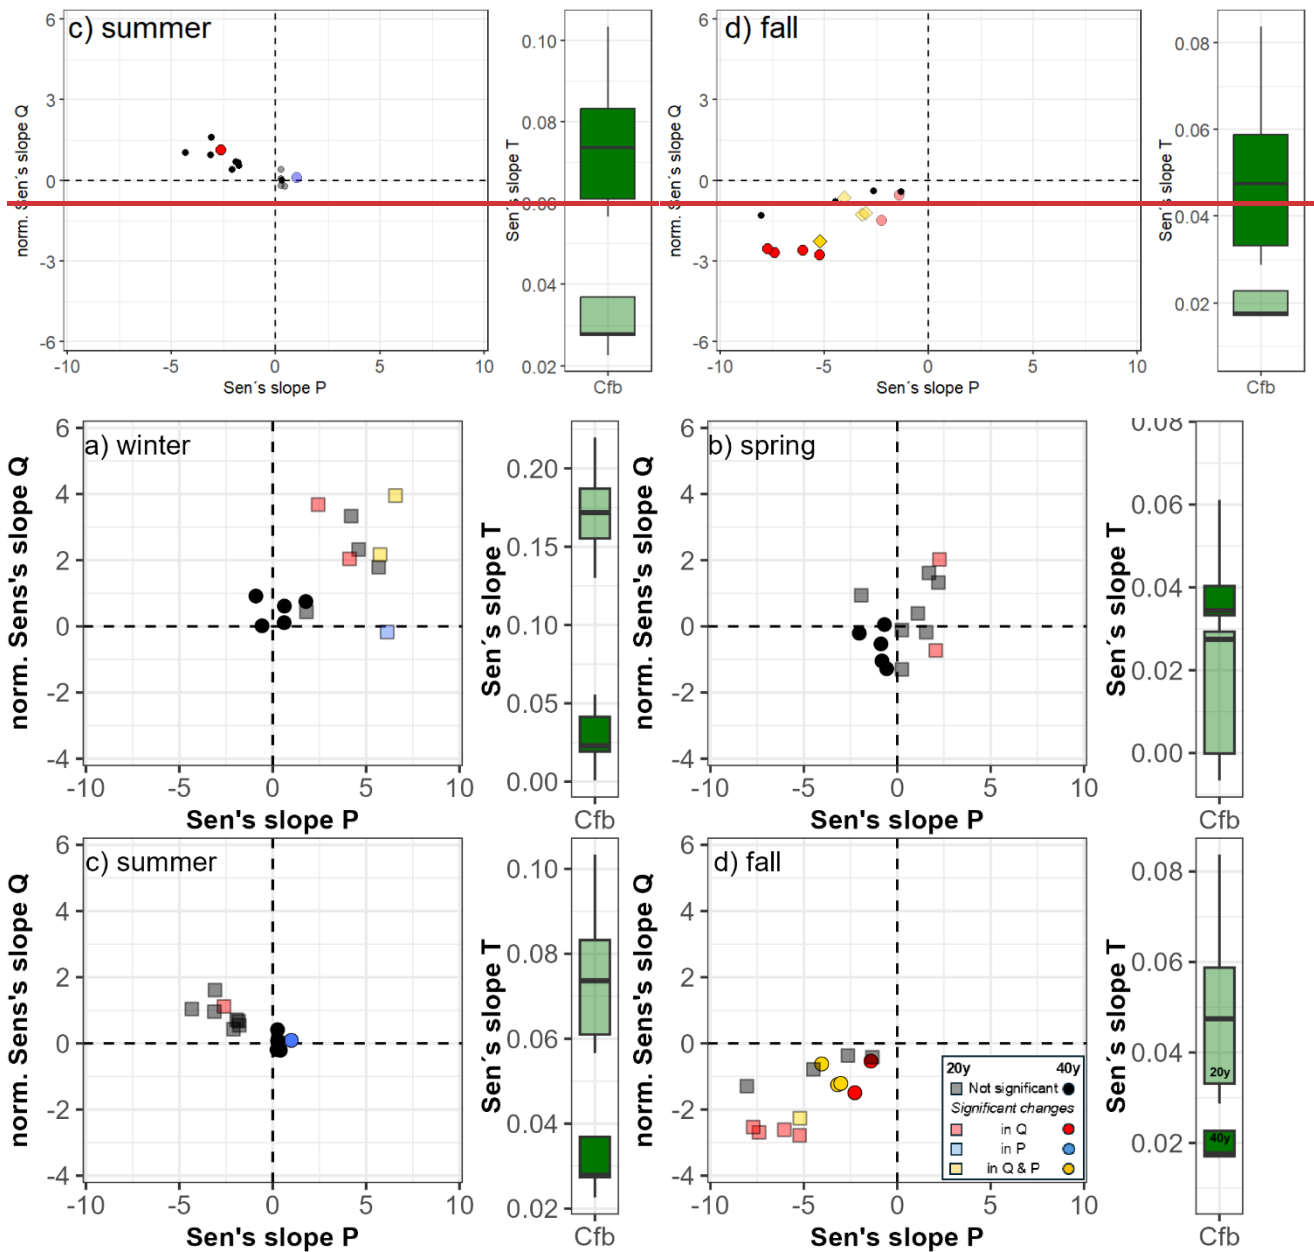 c) summer
norm. Sen´s slope Q
6
3
0
-3
-6
-10
-5
0
5
10
Sen´s slope P
Sen´s slope T
0.10
0.08
0.06
0.04
0.02
Cfb
d) fall
norm. Sen´s slope Q
6
3
0
-3
-6
-10
-5
0
5
10
Sen´s slope P
Sen´s slope T
0.08
0.06
0.04
0.02
Cfb
a) winter
norm. Sens's slope Q
6
4
2
0
-2
-4
-10
-5
0
5
10
Sen's slope P
Sen´s slope T
0.20
0.15
0.10
0.05
0.00
Cfb
b) spring
norm. Sens's slope Q
6
4
2
0
-2
-4
-10
-5
0
5
10
Sen's slope P
Sen´s slope T
0.08
0.06
0.04
0.02
0.00
Cfb
c) summer
norm. Sens's slope Q
6
4
2
0
-2
-4
-10
-5
0
5
10
Sen's slope P
Sen´s slope T
0.10
0.08
0.06
0.04
0.02
Cfb
d) fall
norm. Sens's slope Q
6
4
2
0
-2
-4
-10
-5
0
5
10
Sen's slope P
20y 40y
Not significant
Significant changes
in Q
in P
in Q & P
Sen´s slope T
0.08
0.06
0.04
0.02
20y
40y
Cfb